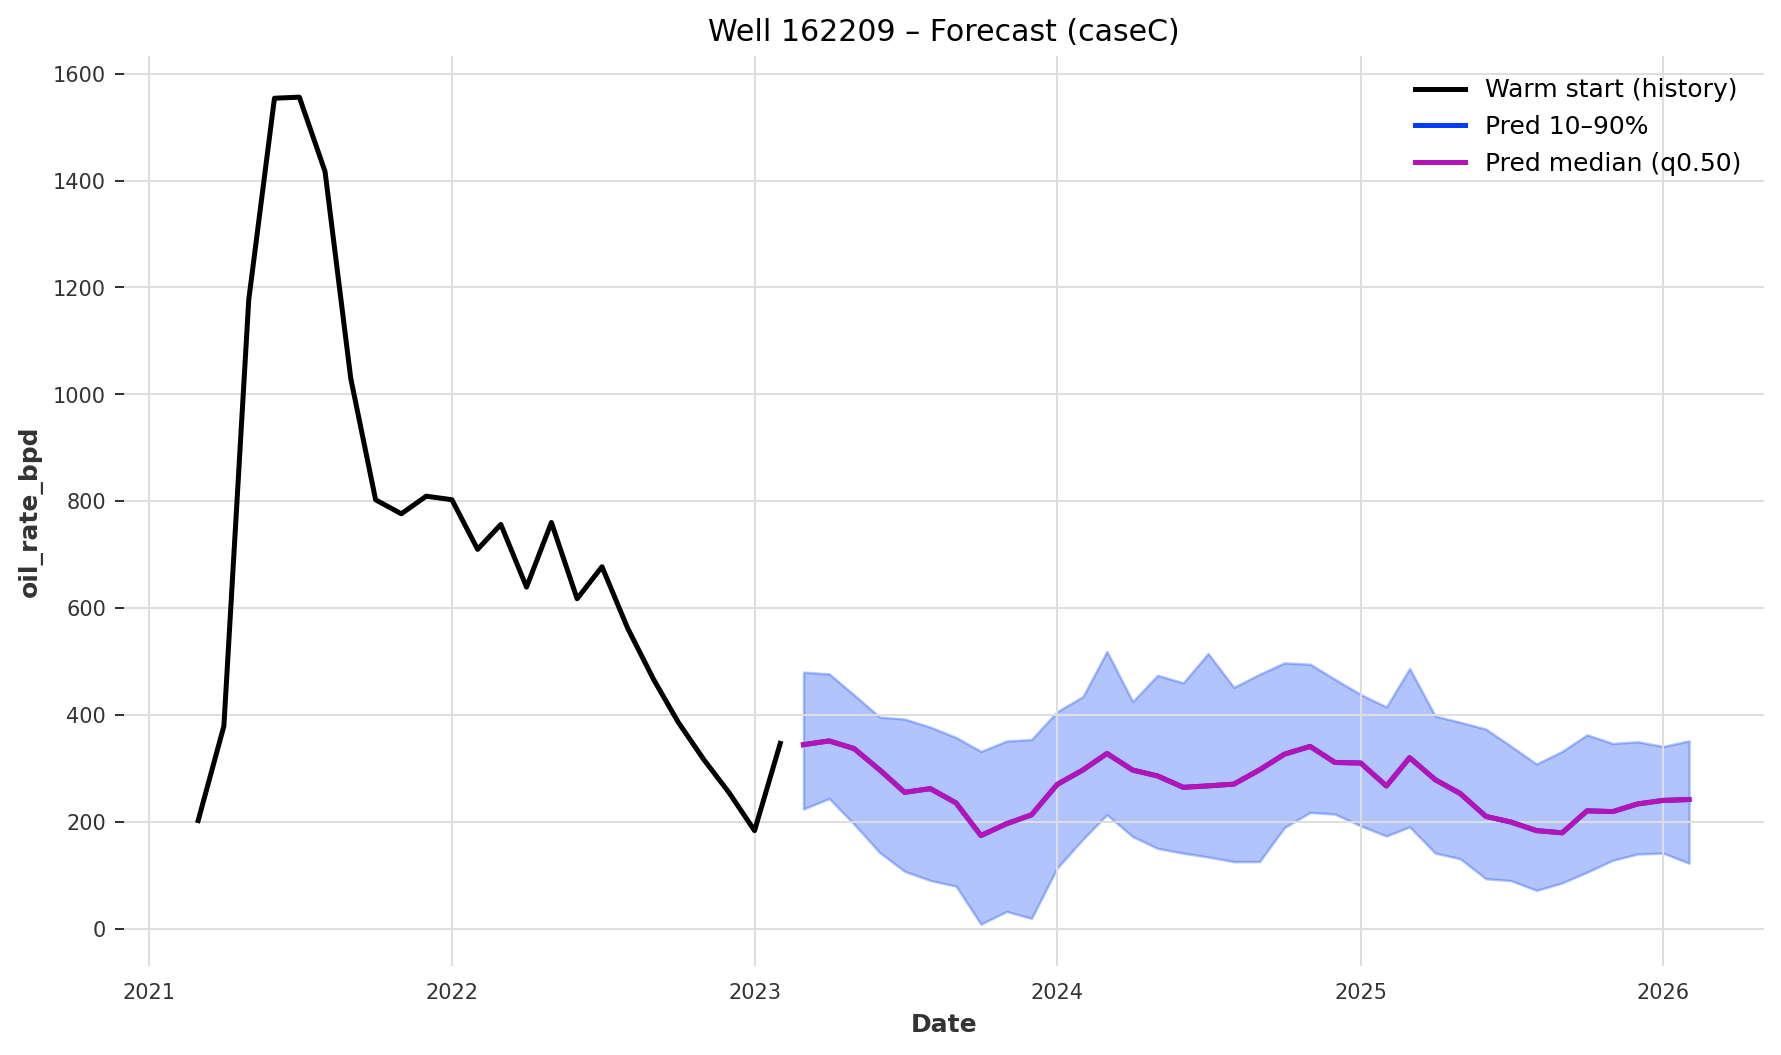 Well 162209 – Forecast (caseC)
Warm start (history)
Pred 10–90%
Pred median (q0.50)
oil_rate_bpd
1600
1400
1200
1000
800
600
400
200
0
2021 2022 2023 2024 2025 2026
Date